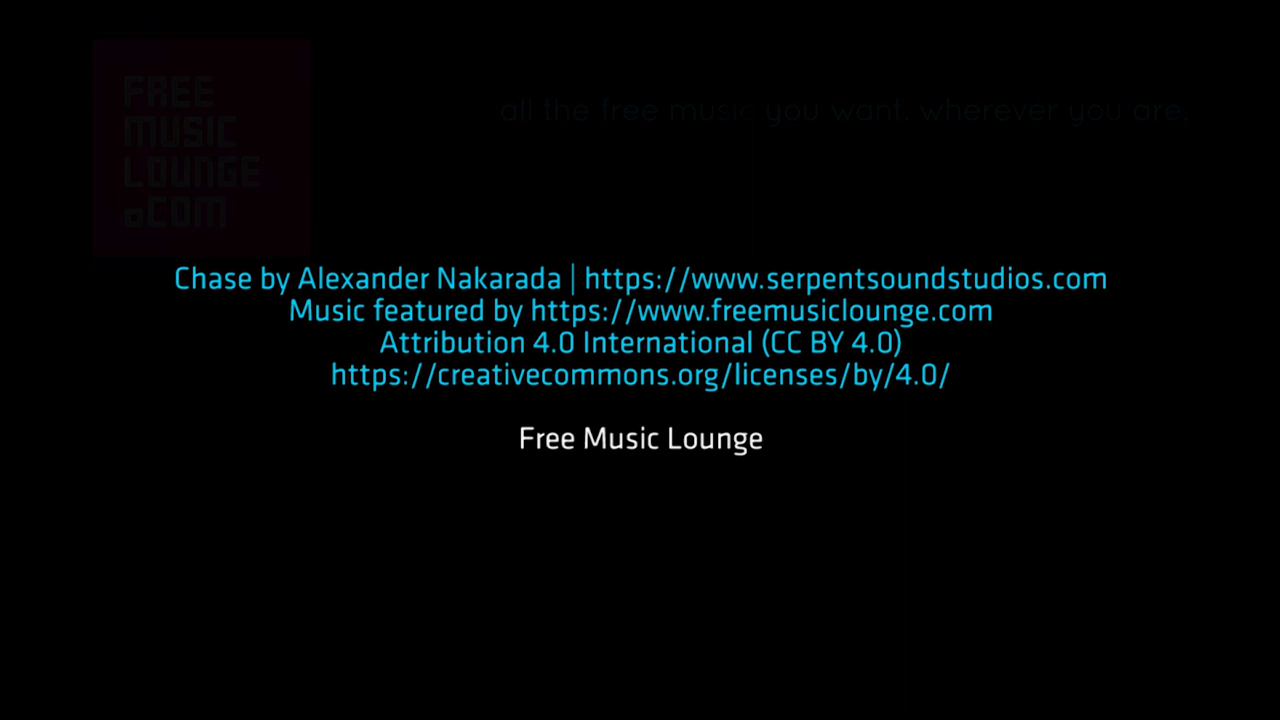 FREE
MUSIC
LOUNGE
.COM
all the free music you want. wherever you are.
Chase by Alexander Nakarada | https://www.serpentsoundstudios.com
Music featured by https://www.freemusiclounge.com
Attribution 4.0 International (CC BY 4.0)
https://creativecommons.org/licenses/by/4.0/
Free Music Lounge